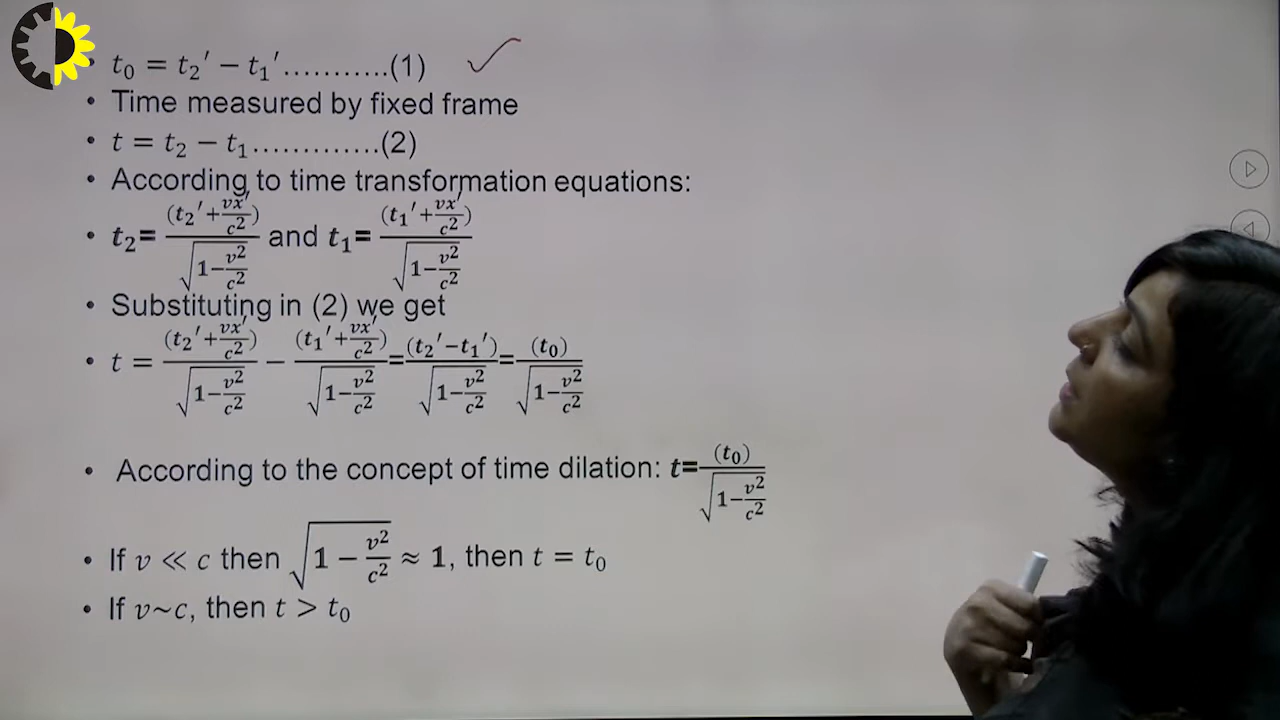 • t₀ = t₂′ − t₁′...........(1)
• Time measured by fixed frame
• t = t₂ − t₁.............(2)
• According to time transformation equations:
• t₂= (t₂′+vx′/c²)/√(1−v²/c²) and t₁= (t₁′+vx′/c²)/√(1−v²/c²)
• Substituting in (2) we get
• t = (t₂′+vx′/c²)/√(1−v²/c²) − (t₁′+vx′/c²)/√(1−v²/c²) =(t₂′−t₁′)/√(1−v²/c²)=(t₀)/√(1−v²/c²)
• According to the concept of time dilation: t=(t₀)/√(1−v²/c²)
• If v ≪ c then √(1 − v²/c²) ≈ 1, then t = t₀
• If v~c, then t > t₀